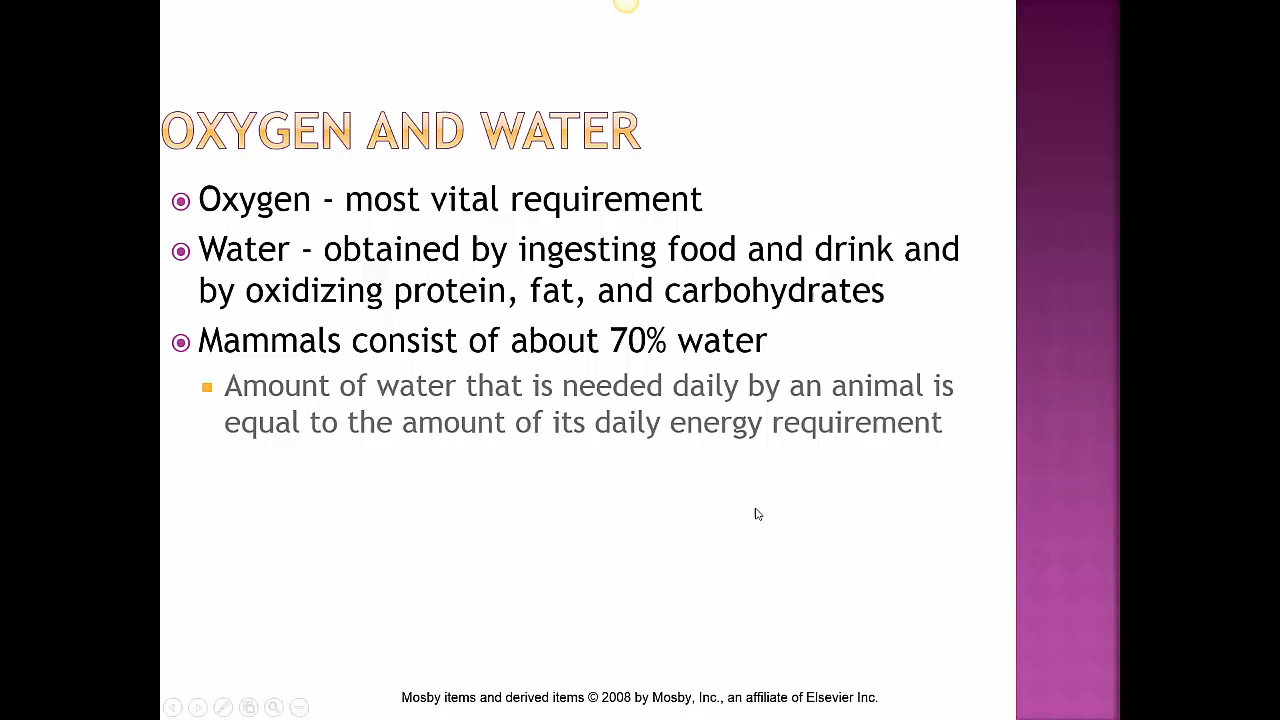 OXYGEN AND WATER
Oxygen - most vital requirement
Water - obtained by ingesting food and drink and
by oxidizing protein, fat, and carbohydrates
Mammals consist of about 70% water
Amount of water that is needed daily by an animal is
equal to the amount of its daily energy requirement
Mosby items and derived items © 2008 by Mosby, Inc., an affiliate of Elsevier Inc.